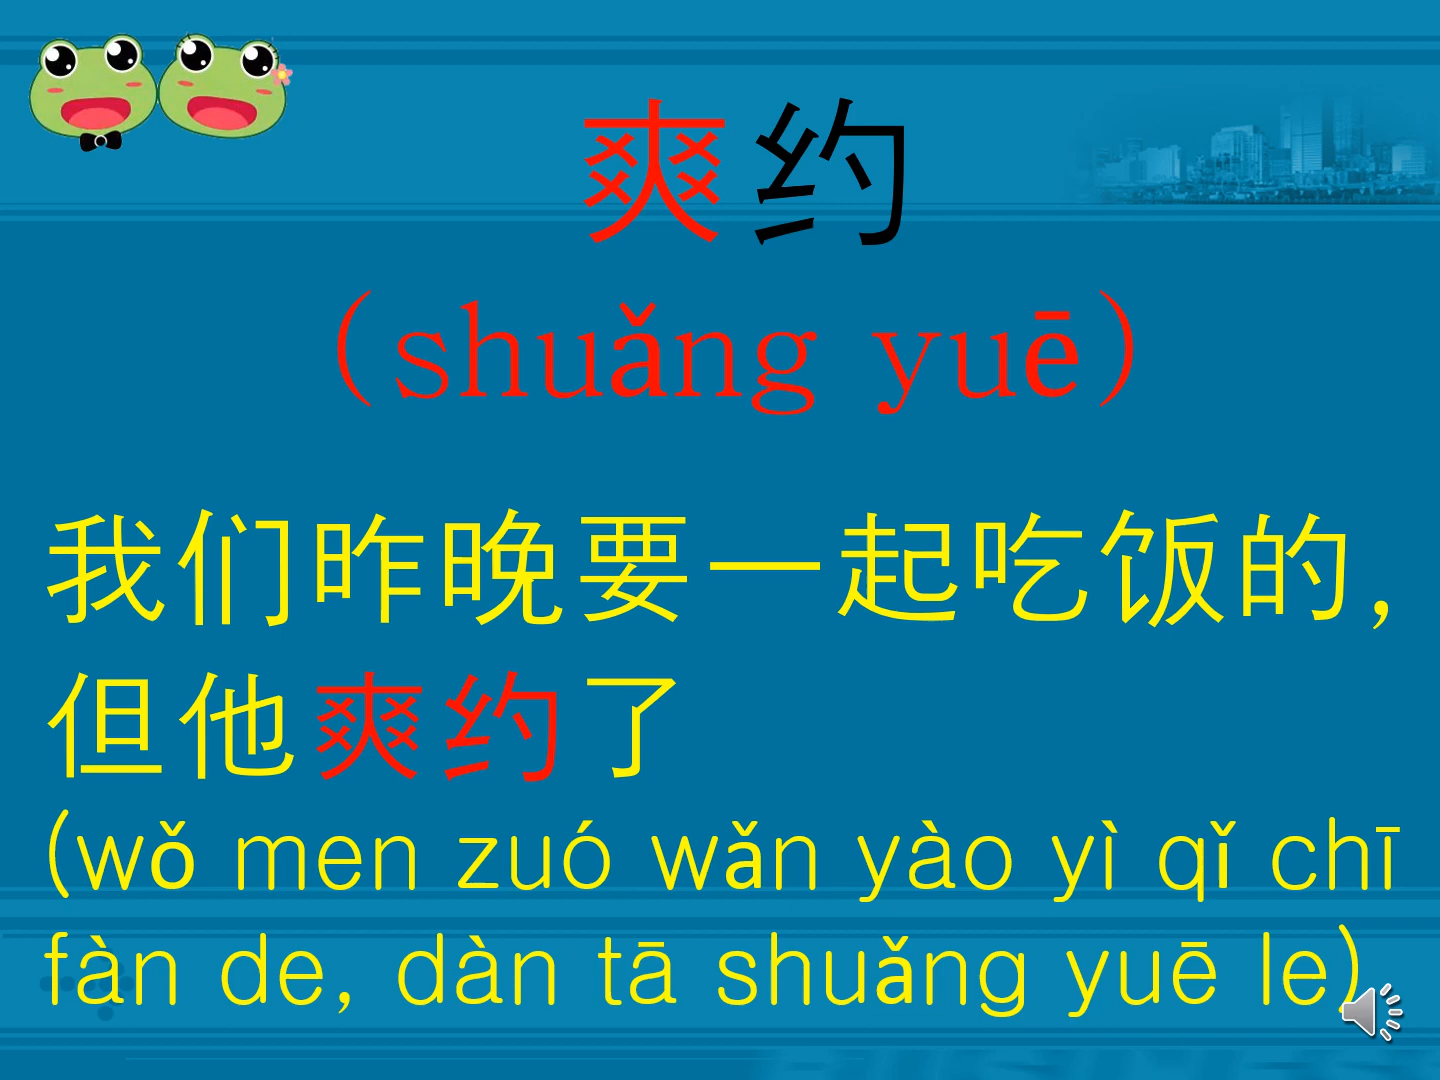 爽约
(shuǎng yuē)
我们昨晚要一起吃饭的,
但他爽约了
(wǒ men zuó wǎn yào yì qǐ chī
fàn de, dàn tā shuǎng yuē le)
BUSINESS